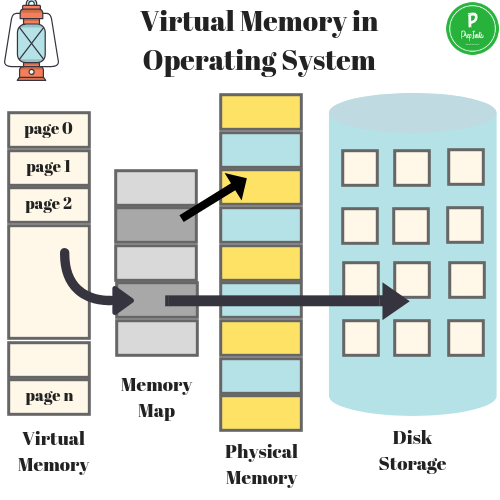 Virtual Memory in
Operating System
P
PrepInsta
page 0
page 1
page 2
page n
Virtual
Memory
Memory
Map
Physical
Memory
Disk
Storage